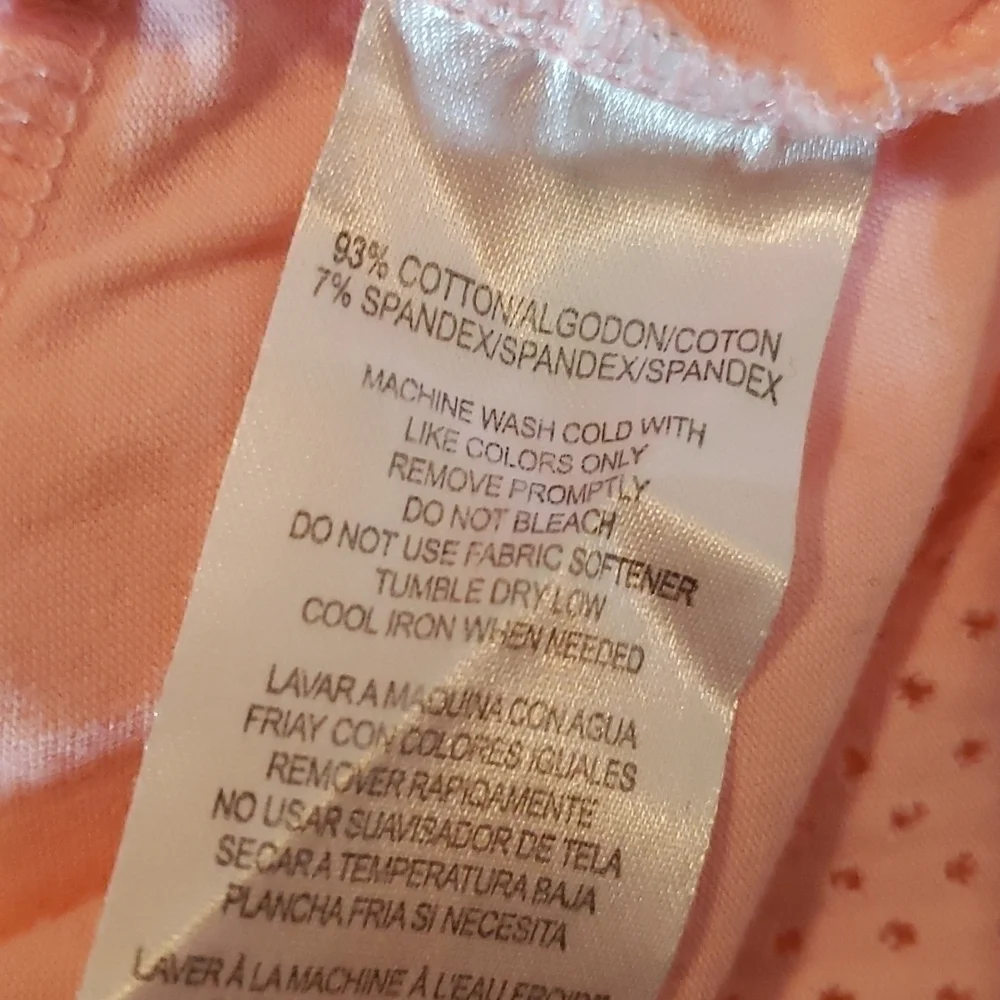 93% COTTON/ALGODON/COTON
7% SPANDEX/SPANDEX/SPANDEX
MACHINE WASH COLD WITH
LIKE COLORS ONLY
REMOVE PROMPTLY
DO NOT BLEACH
DO NOT USE FABRIC SOFTENER
TUMBLE DRY LOW
COOL IRON WHEN NEEDED
LAVAR A MAQUINA CON AGUA
FRIAY CON COLORES IGUALES
REMOVER RAPIDAMENTE
NO USAR SUAVISADOR DE TELA
SECAR A TEMPERATURA BAJA
PLANCHA FRIA SI NECESITA
LAVER À LA MACHINE À L'EAU FROIDE